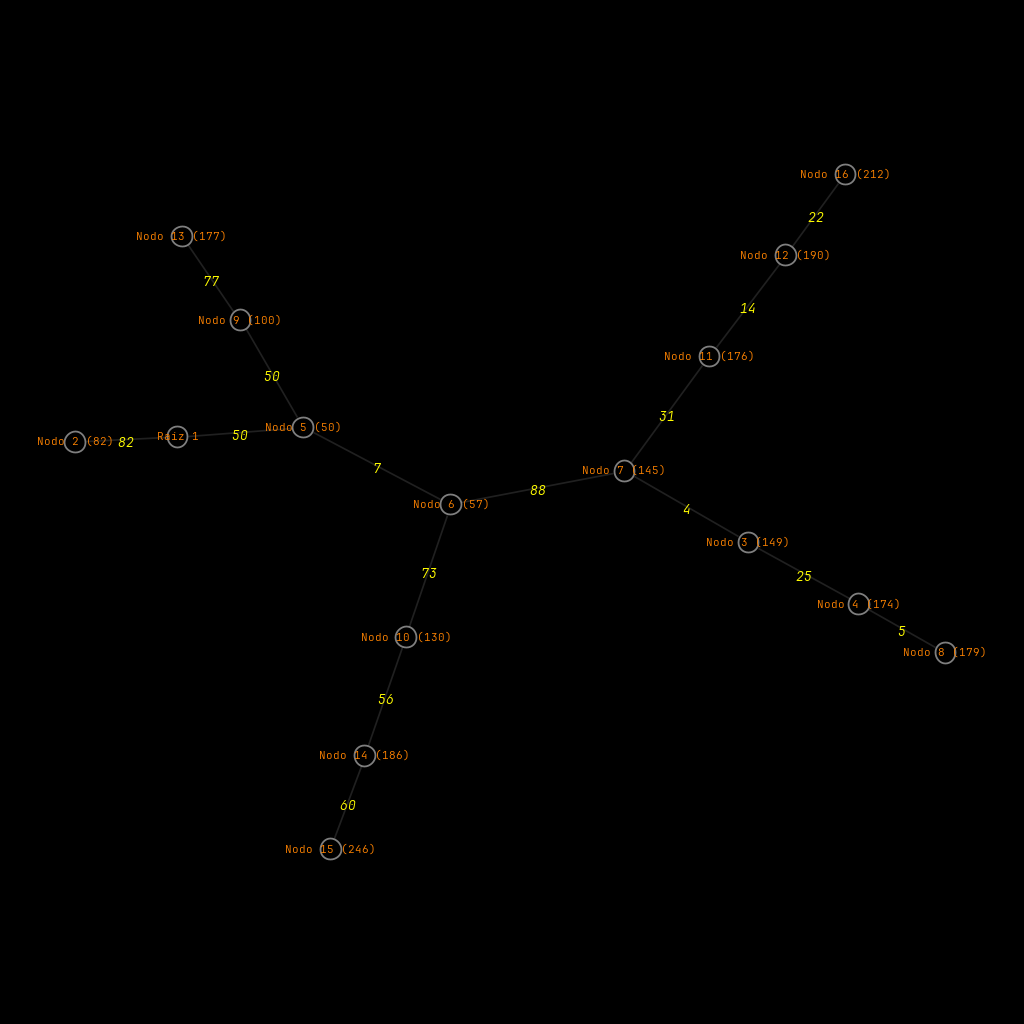 Nodo 16 (212)
22
Nodo 13 (177)
Nodo 12 (190)
77
14
Nodo 9 (100)
Nodo 11 (176)
50
31
Nodo 2 (82)
82
Raíz 1
50
Nodo 5 (50)
7
Nodo 7 (145)
88
Nodo 6 (57)
4
Nodo 3 (149)
73
25
Nodo 4 (174)
5
Nodo 10 (130)
Nodo 8 (179)
56
Nodo 14 (186)
60
Nodo 15 (246)